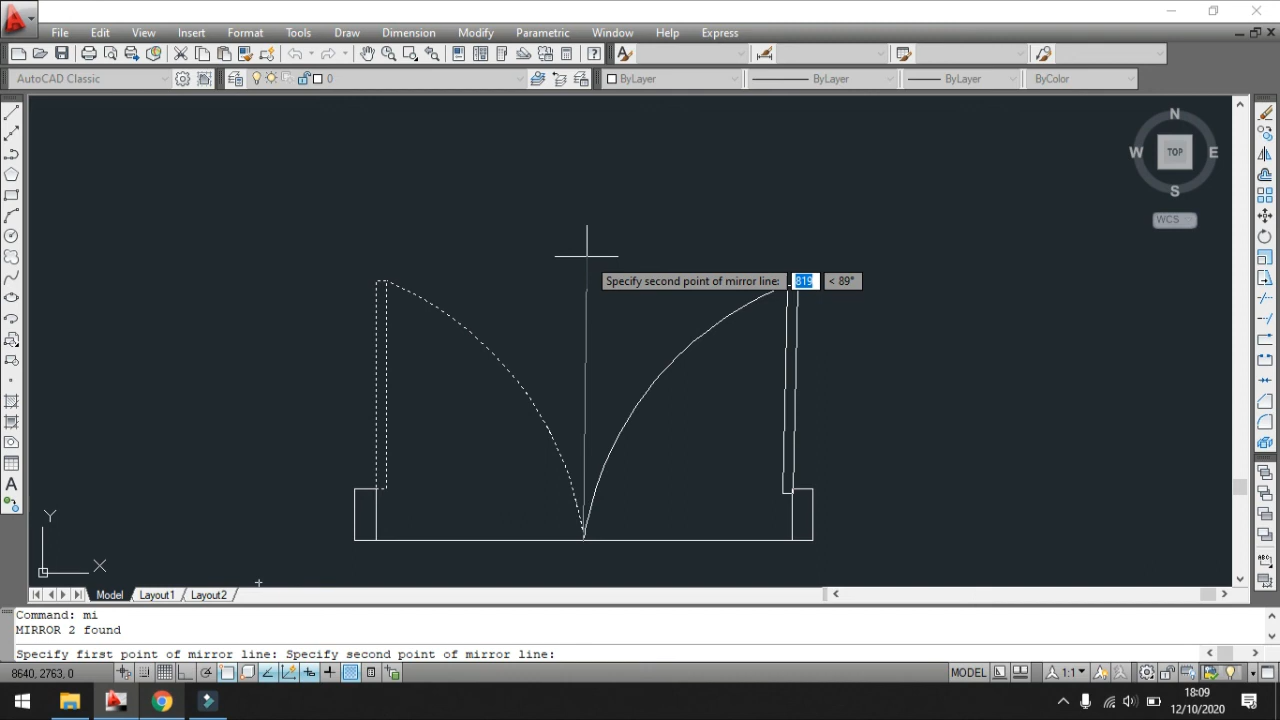 File Edit View Insert Format Tools Draw Dimension Modify Parametric Window Help Express
AutoCAD Classic 0 ByLayer ByLayer ByLayer ByColor
N
W TOP E
S
WCS
Specify second point of mirror line: 819 < 89°
Y
X
Model Layout1 Layout2
Command: mi
MIRROR 2 found
Specify first point of mirror line: Specify second point of mirror line:
8640, 2763, 0 MODEL 1:1
18:09
12/10/2020